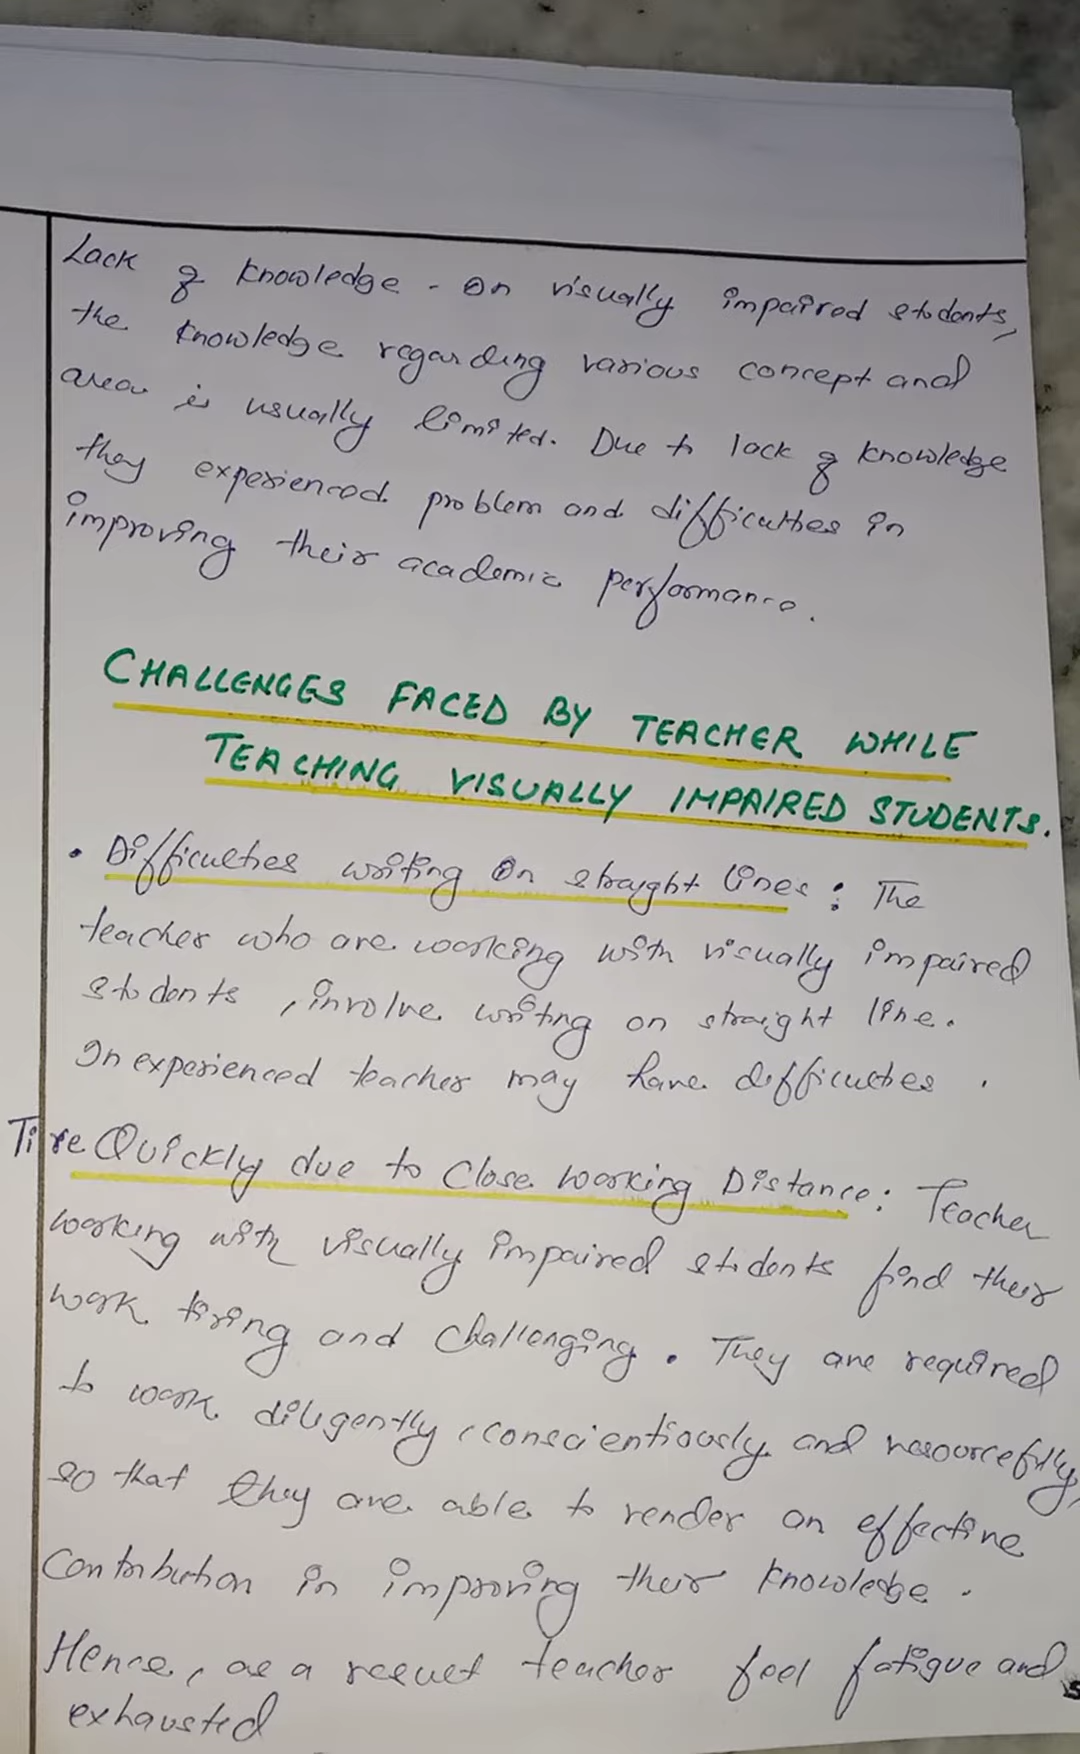 Lack of knowledge - on visually impaired students,
the knowledge regarding various concept and
area is usually limited. Due to lack of knowledge
they experienced problem and difficulties in
improving their academic performance.
CHALLENGES FACED BY TEACHER WHILE
TEACHING VISUALLY IMPAIRED STUDENTS.
• Difficulties writing on straight lines : The
teacher who are working with visually impaired
students, involve writing on straight line.
Inexperienced teacher may have difficulties.
Tire Quickly due to Close working Distance: Teacher
working with visually impaired students find their
work tiring and challenging. They are required
to work diligently, conscientiously and resourcefully,
so that they are able to render an effective
contribution in improving their knowledge.
Hence, as a result teacher feel fatigue and
exhausted